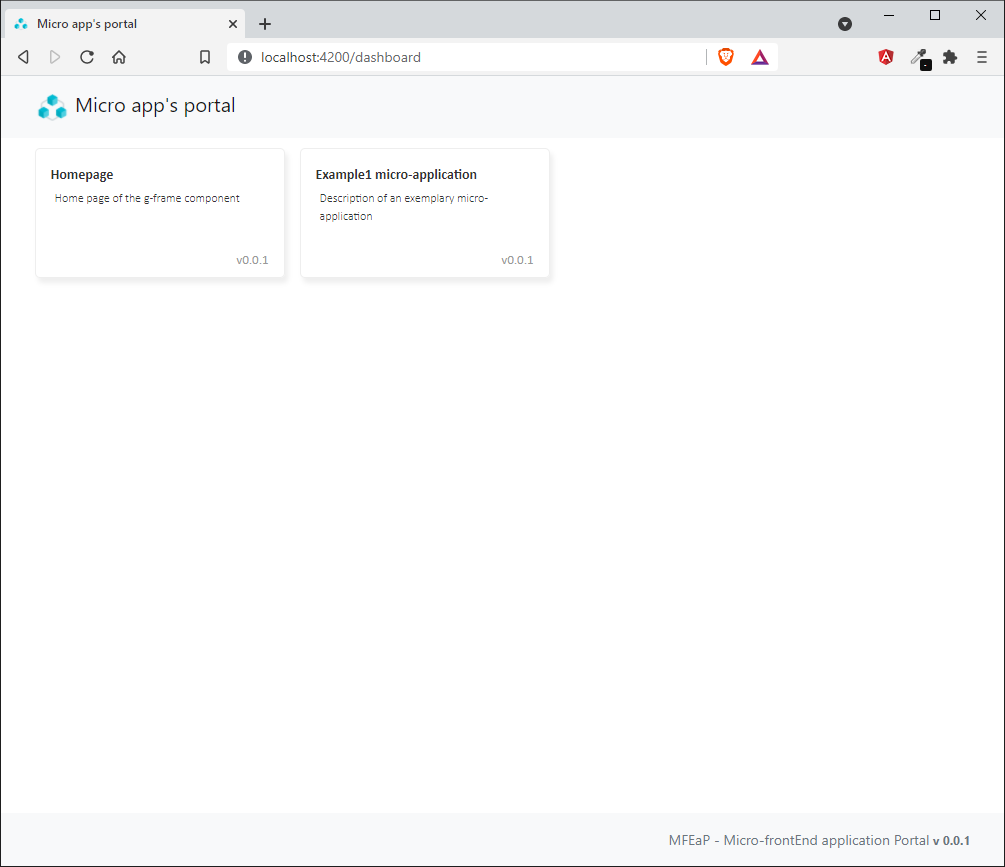 Micro app's portal
localhost:4200/dashboard
Micro app's portal
Homepage
Home page of the g-frame component
v0.0.1
Example1 micro-application
Description of an exemplary micro-
application
v0.0.1
MFEaP - Micro-frontEnd application Portal v 0.0.1